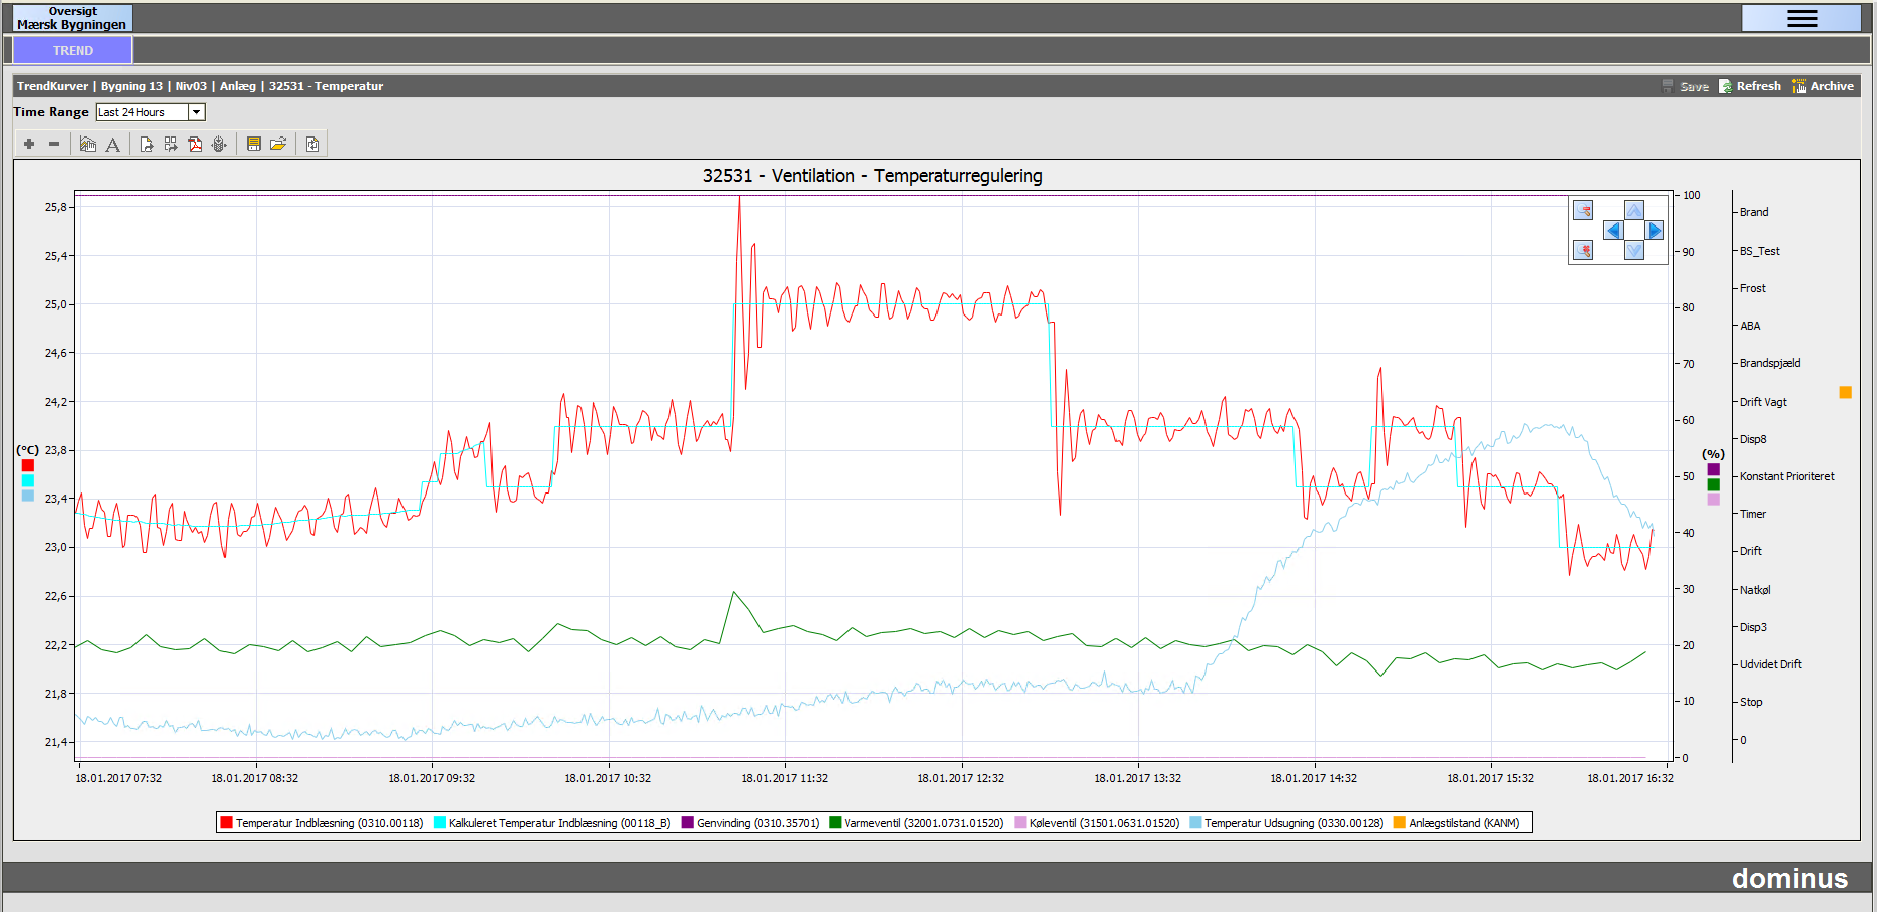 Oversigt
Mærsk Bygningen
TREND
TrendKurver | Bygning 13 | Niv03 | Anlæg | 32531 - Temperatur
Save Refresh Archive
Time Range Last 24 Hours
A
32531 - Ventilation - Temperaturregulering
(°C)
25,8
25,4
25,0
24,6
24,2
23,8
23,4
23,0
22,6
22,2
21,8
21,4
100
90
80
70
60
50
40
30
20
10
0
(%)
Brand
BS_Test
Frost
ABA
Brandspjæld
Drift Vagt
Disp8
Konstant Prioriteret
Timer
Drift
Natkøl
Disp3
Udvidet Drift
Stop
0
18.01.2017 07:32 18.01.2017 08:32 18.01.2017 09:32 18.01.2017 10:32 18.01.2017 11:32 18.01.2017 12:32 18.01.2017 13:32 18.01.2017 14:32 18.01.2017 15:32 18.01.2017 16:32
Temperatur Indblæsning (0310.00118) Kalkuleret Temperatur Indblæsning (00118_B) Genvinding (0310.35701) Varmeventil (32001.0731.01520) Køleventil (31501.0631.01520) Temperatur Udsugning (0330.00128) Anlægstilstand (KANM)
dominus